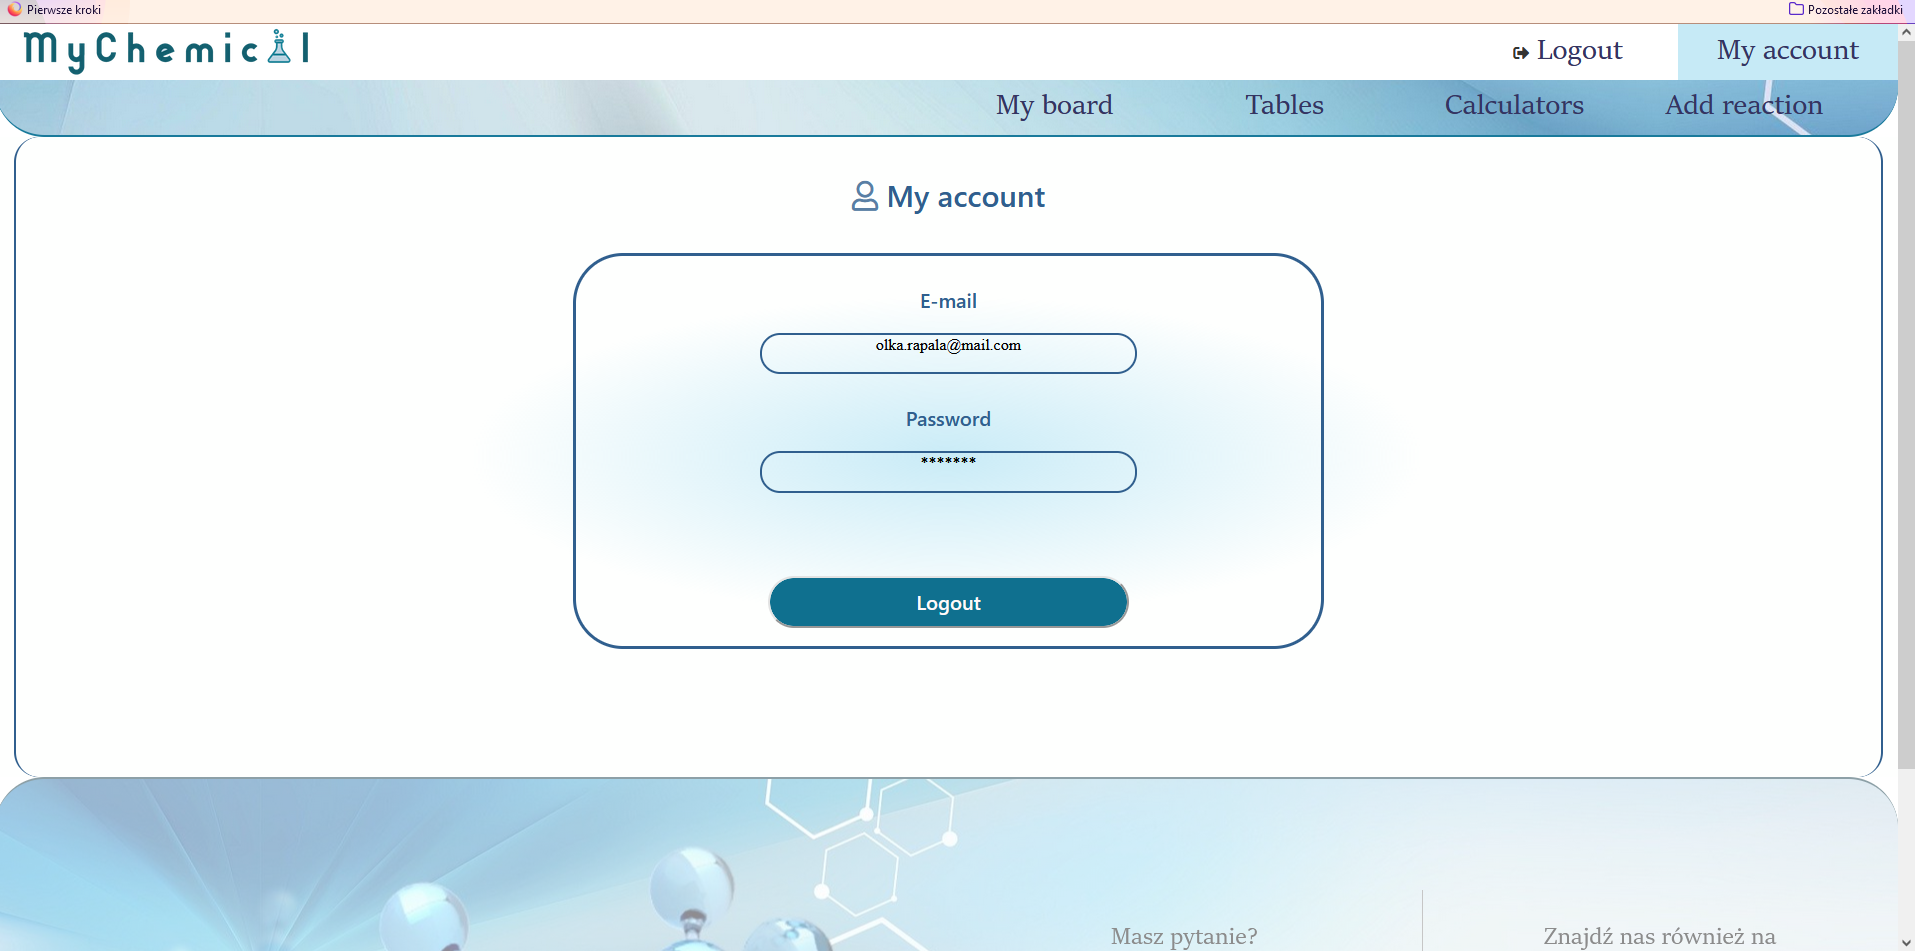 Pierwsze kroki
Pozostałe zakładki
MyChemical
Logout
My account
My board
Tables
Calculators
Add reaction
My account
E-mail
olka.rapala@mail.com
Password
*******
Logout
Masz pytanie?
Znajdź nas również na